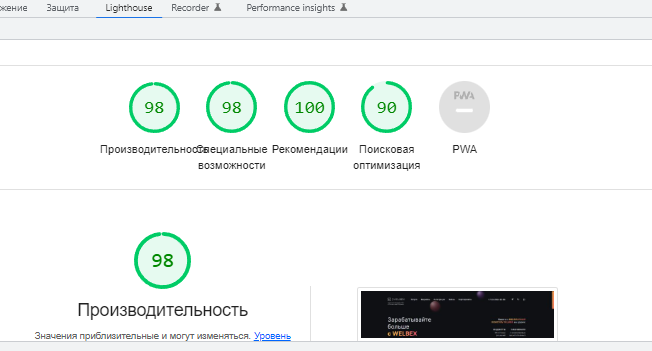 жение Защита Lighthouse Recorder Performance insights
98 98 100 90 PWA
Производительность Специальные возможности Рекомендации Поисковая оптимизация PWA
98
Производительность
Значения приблизительные и могут изменяться. Уровень
Зарабатывайте
больше
с WELBEX